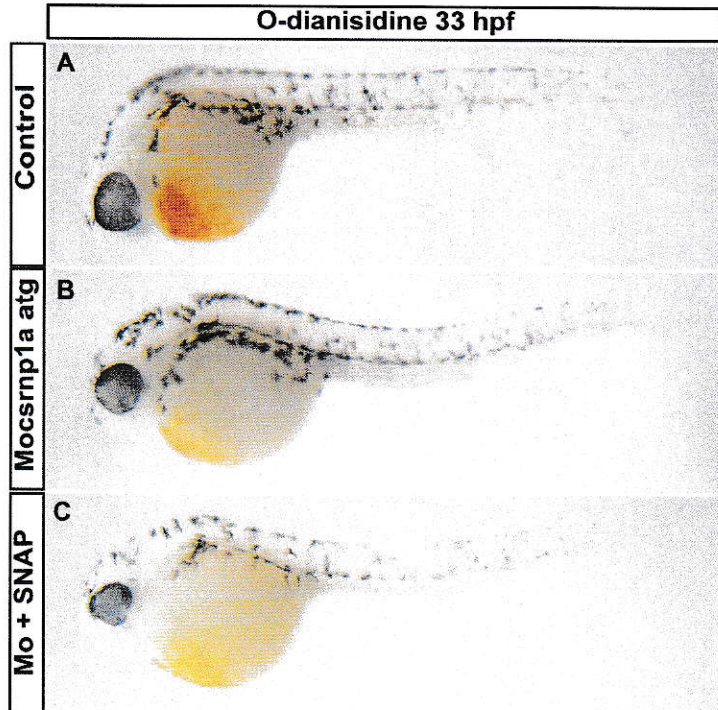 O-dianisidine 33 hpf
Control
A
Mocsrnp1a atg
B
Mo + SNAP
C